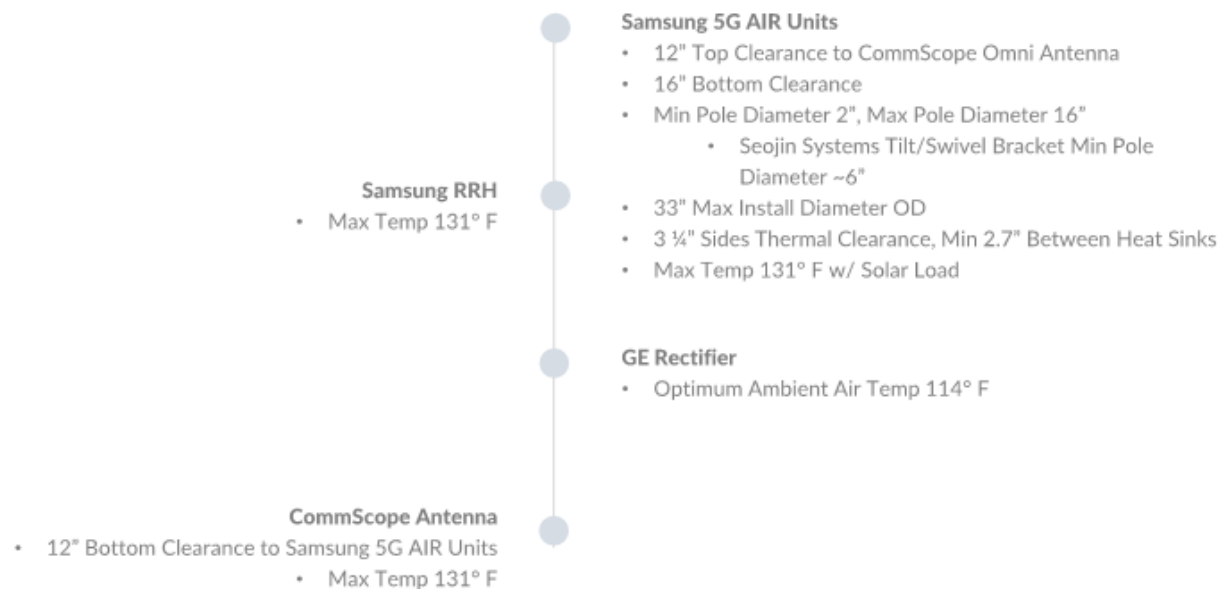 Samsung 5G AIR Units
• 12” Top Clearance to CommScope Omni Antenna
• 16” Bottom Clearance
• Min Pole Diameter 2”, Max Pole Diameter 16”
• Seojin Systems Tilt/Swivel Bracket Min Pole
Diameter ~6”
• 33” Max Install Diameter OD
• 3 ¼” Sides Thermal Clearance, Min 2.7” Between Heat Sinks
• Max Temp 131° F w/ Solar Load
Samsung RRH
• Max Temp 131° F
GE Rectifier
• Optimum Ambient Air Temp 114° F
CommScope Antenna
• 12” Bottom Clearance to Samsung 5G AIR Units
• Max Temp 131° F